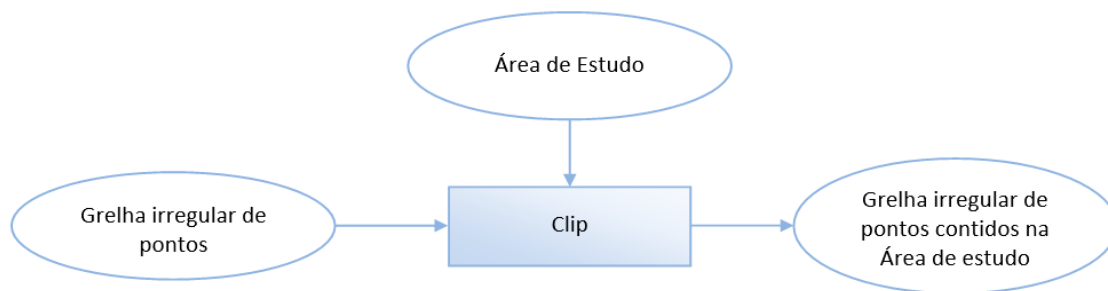 Área de Estudo
Grelha irregular de
pontos
Clip
Grelha irregular de
pontos contidos na
Área de estudo